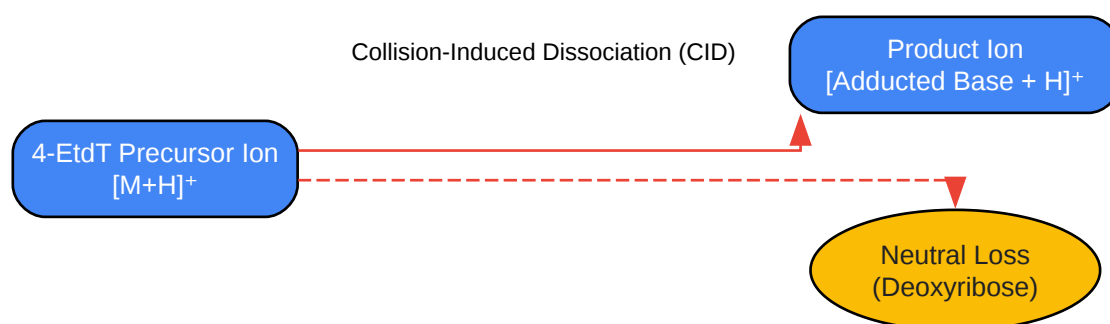 Collision-Induced Dissociation (CID)
Product Ion
[Adducted Base + H]⁺
4-EtdT Precursor Ion
[M+H]⁺
Neutral Loss
(Deoxyribose)